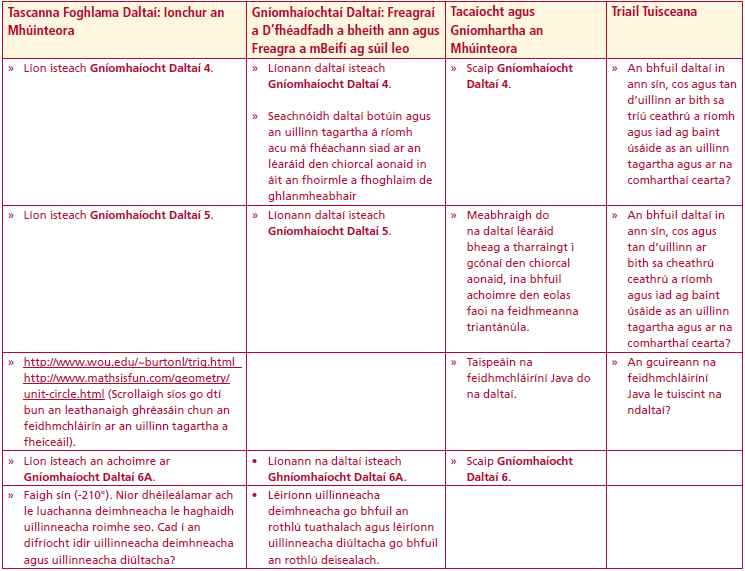 Tascanna Foghlama Daltaí: Ionchur an
Mhúinteora
Gníomhaíochtaí Daltaí: Freagraí
a D’fhéadfadh a bheith ann agus
Freagra a mBeifí ag súil leo
Tacaíocht agus
Gníomhartha an
Mhúinteora
Triail Tuisceana
» Líon isteach Gníomhaíocht Daltaí 4.
» Líonann daltaí isteach
Gníomhaíocht Daltaí 4.
» Seachnóidh daltaí botúin agus
an uillinn tagartha á ríomh
acu má fhéachann siad ar an
léaráid den chiorcal aonaid in
áit an fhoirmle a fhoghlaim de
ghlanmheabhair
» Scaip Gníomhaíocht
Daltaí 4.
» An bhfuil daltaí in
ann sín, cos agus tan
d’uillinn ar bith sa
tríú ceathrú a ríomh
agus iad ag baint
úsáide as an uillinn
tagartha agus ar na
comharthaí cearta?
» Líon isteach Gníomhaíocht Daltaí 5.
» Líonann daltaí isteach
Gníomhaíocht Daltaí 5.
» Meabhraigh do
na daltaí léaráid
bheag a tharraingt i
gcónaí den chiorcal
aonaid, ina bhfuil
achoimre den eolas
faoi na feidhmeanna
triantánúla.
» An bhfuil daltaí in
ann sín, cos agus
tan d’uillinn ar
bith sa cheathrú
ceathrú a ríomh
agus iad ag baint
úsáide as an uillinn
tagartha agus ar na
comharthaí cearta?
» http://www.wou.edu/~burtonl/trig.html
http://www.mathsisfun.com/geometry/
unit-circle.html (Scrollaigh síos go dtí
bun an leathanaigh ghréasáin chun an
feidhmchláirín ar an uillinn tagartha a
fheiceáil).
» Taispeáin na
feidhmchláiríní Java do
na daltaí.
» An gcuireann na
feidhmchláiríní
Java le tuiscint na
ndaltaí?
» Líon isteach an achoimre ar
Gníomhaíocht Daltaí 6A.
• Líonann na daltaí isteach
Ghníomhaíocht Daltaí 6A.
» Scaip Gníomhaíocht
Daltaí 6.
» Faigh sín (-210°). Níor dhéileálamar ach
le luachanna deimhneacha le haghaidh
uillineacha roimhe seo. Cad í an
difríocht idir uillineacha deimhneacha
agus uillineacha diúltacha?
• Léiríonn uillinneacha
deimhneacha go bhfuil an
rothlú tuathalach agus léiríonn
uillineacha diúltacha go bhfuil
an rothlú deisealach.